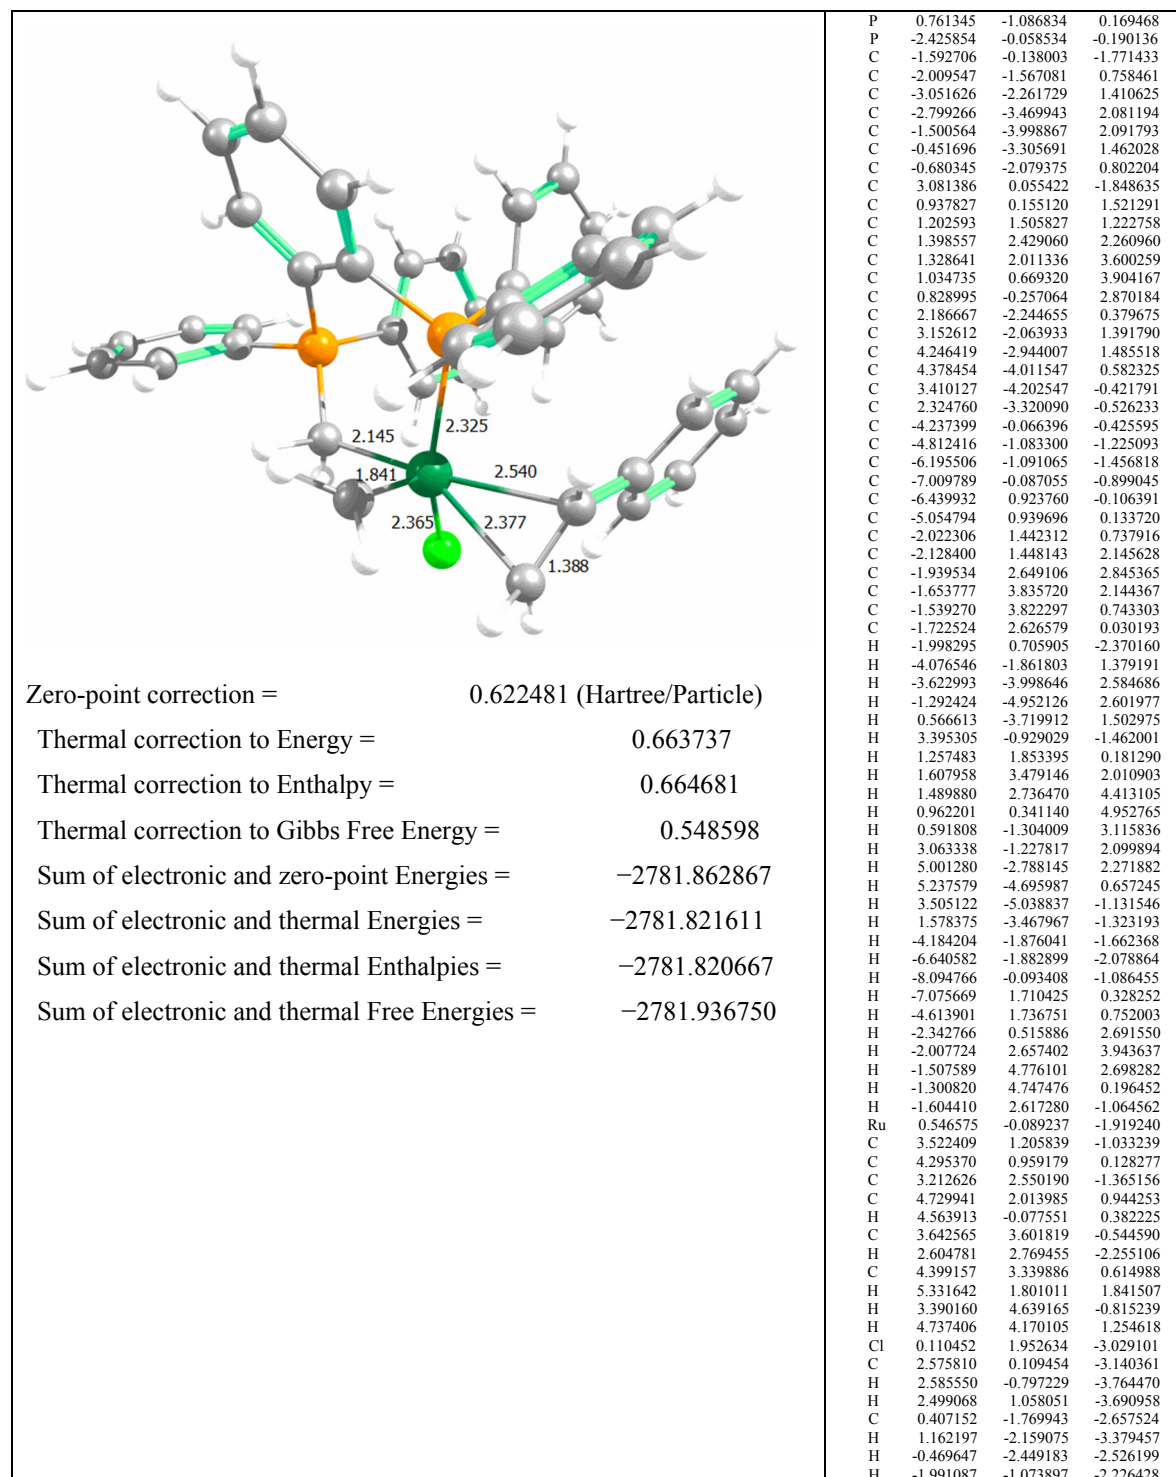 2.145
2.325
1.841
2.540
2.365
2.377
1.388
Zero-point correction = 0.622481 (Hartree/Particle)
Thermal correction to Energy = 0.663737
Thermal correction to Enthalpy = 0.664681
Thermal correction to Gibbs Free Energy = 0.548598
Sum of electronic and zero-point Energies = −2781.862867
Sum of electronic and thermal Energies = −2781.821611
Sum of electronic and thermal Enthalpies = −2781.820667
Sum of electronic and thermal Free Energies = −2781.936750
P 0.761345 -1.086834 0.169468
P -2.425854 -0.058534 -0.190136
C -1.592706 -0.138003 -1.771433
C -2.009547 -1.567081 0.758461
C -3.051626 -2.261729 1.410625
C -2.799266 -3.469943 2.081194
C -1.500564 -3.998867 2.091793
C -0.451696 -3.305691 1.462028
C -0.680345 -2.079375 0.802204
C 3.081386 0.055422 -1.848635
C 0.937827 0.155120 1.521291
C 1.202593 1.505827 1.222758
C 1.398557 2.429060 2.260960
C 1.328641 2.011336 3.600259
C 1.034735 0.669320 3.904167
C 0.828995 -0.257064 2.870184
C 2.186667 -2.244655 0.379675
C 3.152612 -2.063933 1.391790
C 4.246419 -2.944007 1.485518
C 4.378454 -4.011547 0.582325
C 3.410127 -4.202547 -0.421791
C 2.324760 -3.320090 -0.526233
C -4.237399 -0.066396 -0.425595
C -4.812416 -1.083300 -1.225093
C -6.195506 -1.091065 -1.456818
C -7.009789 -0.087055 -0.899045
C -6.439932 0.923760 -0.106391
C -5.054794 0.939696 0.133720
C -2.022306 1.442312 0.737916
C -2.128400 1.448143 2.145628
C -1.939534 2.649106 2.845365
C -1.653777 3.835720 2.144367
C -1.539270 3.822297 0.743303
C -1.722524 2.626579 0.030193
H -1.998295 0.705905 -2.370160
H -4.076546 -1.861803 1.379191
H -3.622993 -3.998646 2.584686
H -1.292424 -4.952126 2.601977
H 0.566613 -3.719912 1.502975
H 3.395305 -0.929029 -1.462001
H 1.257483 1.853395 0.181290
H 1.607958 3.479146 2.010903
H 1.489880 2.736470 4.413105
H 0.962201 0.341140 4.952765
H 0.591808 -1.304009 3.115836
H 3.063338 -1.227817 2.099894
H 5.001280 -2.788145 2.271882
H 5.237579 -4.695987 0.657245
H 3.505122 -5.038837 -1.131546
H 1.578375 -3.467967 -1.323193
H -4.184204 -1.876041 -1.662368
H -6.640582 -1.882899 -2.078864
H -8.094766 -0.093408 -1.086455
H -7.075669 1.710425 0.328252
H -4.613901 1.736751 0.752003
H -2.342766 0.515886 2.691550
H -2.007724 2.657402 3.943637
H -1.507589 4.776101 2.698282
H -1.300820 4.747476 0.196452
H -1.604410 2.617280 -1.064562
Ru 0.546575 -0.089237 -1.919240
C 3.522409 1.205839 -1.033239
C 4.295370 0.959179 0.128277
C 3.212626 2.550190 -1.365156
C 4.729941 2.013985 0.944253
H 4.563913 -0.077551 0.382225
C 3.642565 3.601819 -0.544590
H 2.604781 2.769455 -2.255106
C 4.399157 3.339886 0.614988
H 5.331642 1.801011 1.841507
H 3.390160 4.639165 -0.815239
H 4.737406 4.170105 1.254618
Cl 0.110452 1.952634 -3.029101
C 2.575810 0.109454 -3.140361
H 2.585550 -0.797229 -3.764470
H 2.499068 1.058051 -3.690958
C 0.407152 -1.769943 -2.657524
H 1.162197 -2.159075 -3.379457
H -0.469647 -2.449183 -2.526199
H -1.991087 -1.073897 -2.226428